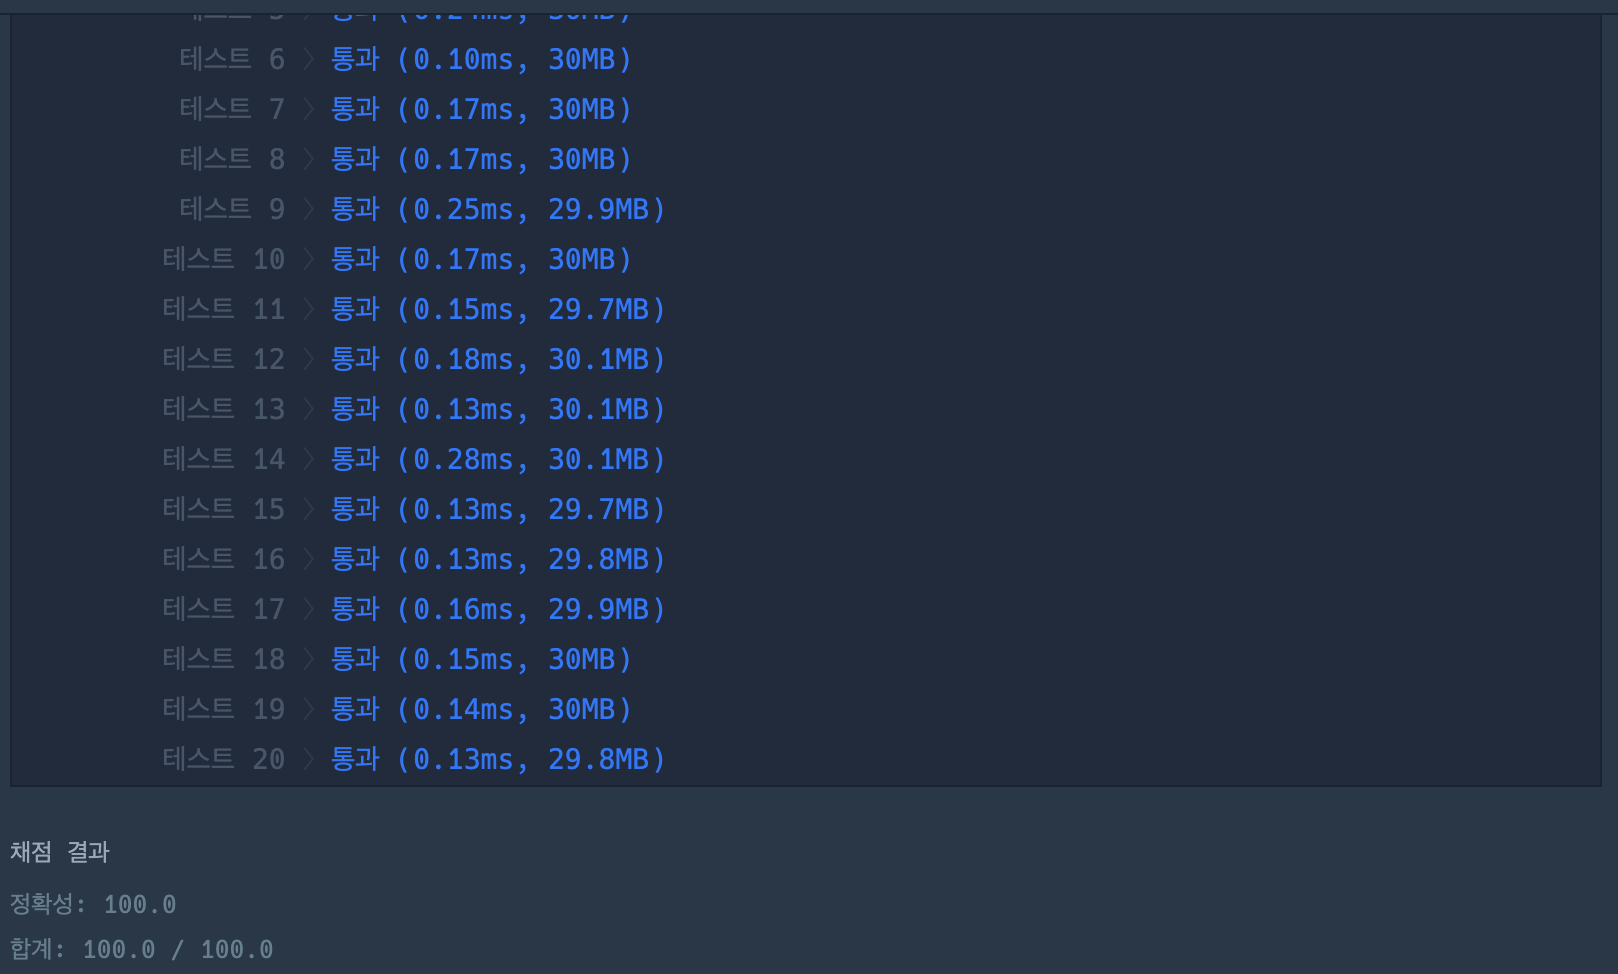 테스트 6 〉 통과 (0.10ms, 30MB)
테스트 7 〉 통과 (0.17ms, 30MB)
테스트 8 〉 통과 (0.17ms, 30MB)
테스트 9 〉 통과 (0.25ms, 29.9MB)
테스트 10 〉 통과 (0.17ms, 30MB)
테스트 11 〉 통과 (0.15ms, 29.7MB)
테스트 12 〉 통과 (0.18ms, 30.1MB)
테스트 13 〉 통과 (0.13ms, 30.1MB)
테스트 14 〉 통과 (0.28ms, 30.1MB)
테스트 15 〉 통과 (0.13ms, 29.7MB)
테스트 16 〉 통과 (0.13ms, 29.8MB)
테스트 17 〉 통과 (0.16ms, 29.9MB)
테스트 18 〉 통과 (0.15ms, 30MB)
테스트 19 〉 통과 (0.14ms, 30MB)
테스트 20 〉 통과 (0.13ms, 29.8MB)
채점 결과
정확성: 100.0
합계: 100.0 / 100.0